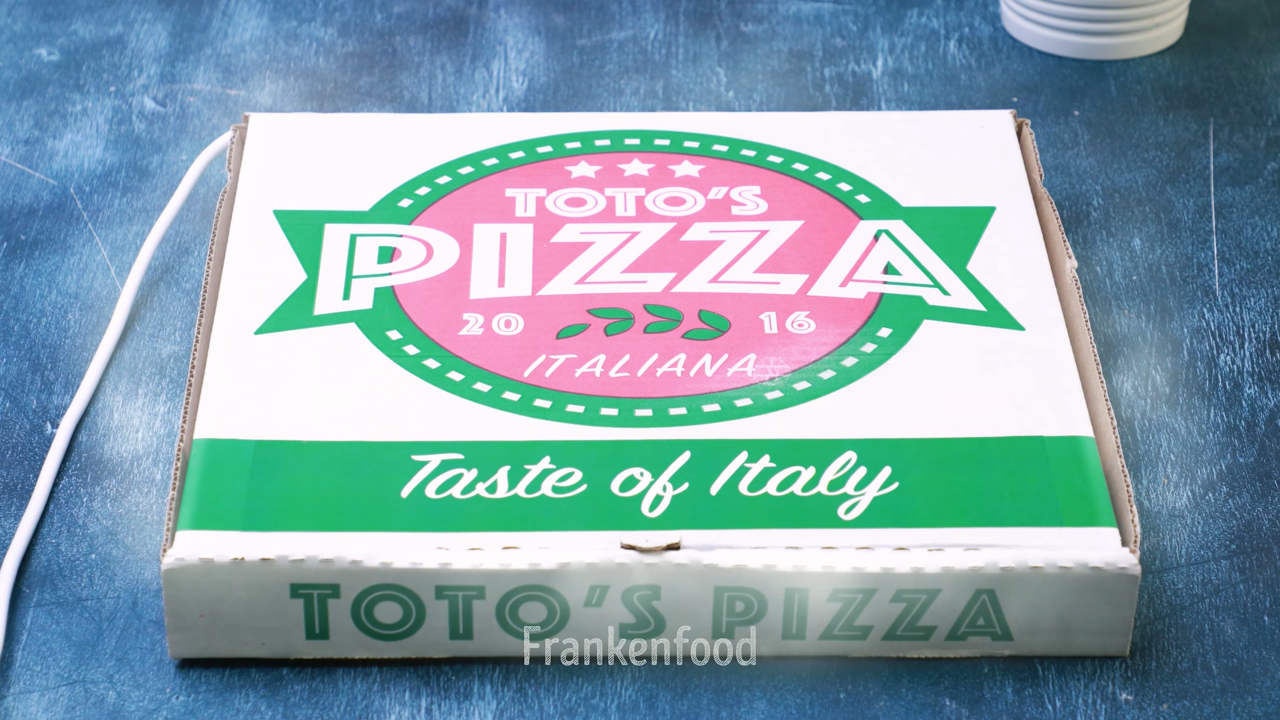 TOTO'S
PIZZA
20 16
ITALIANA
Taste of Italy
TOTO'S PIZZA
Frankenfood